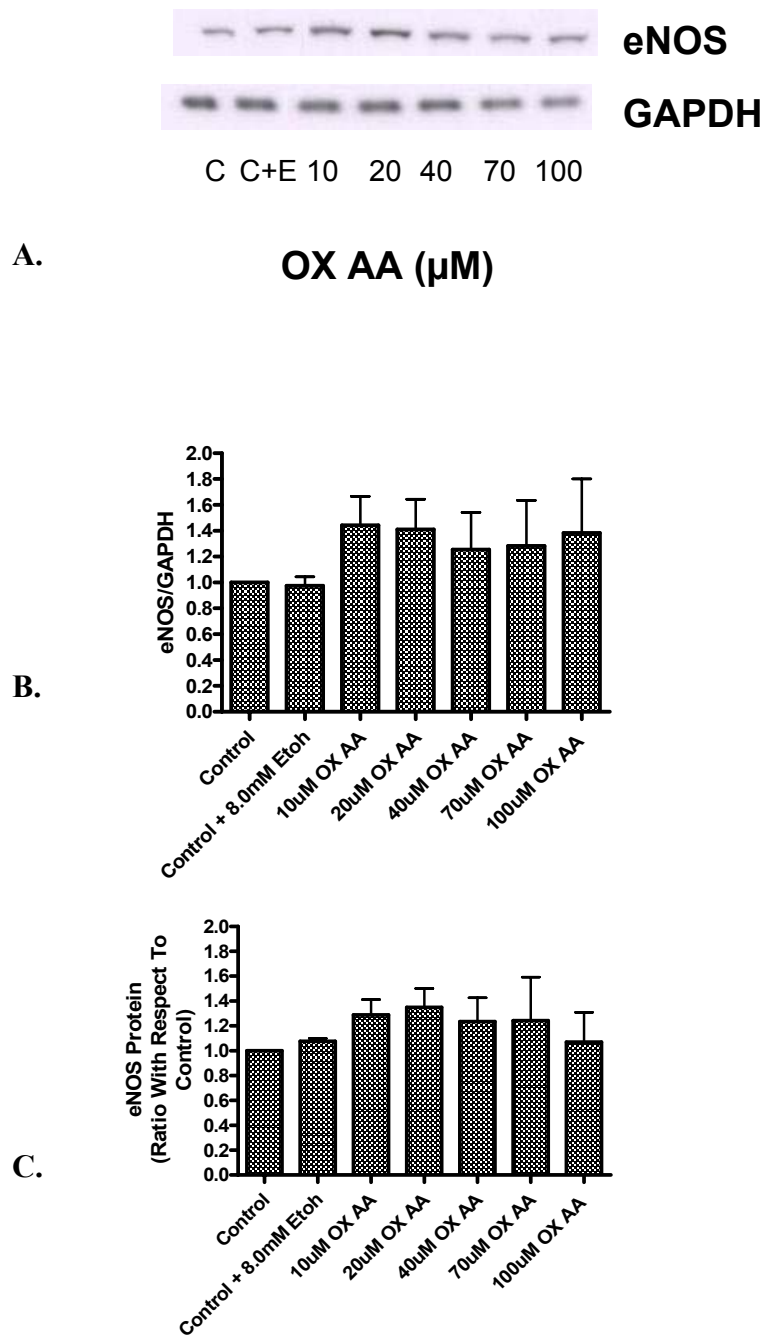 eNOS
GAPDH
C C+E 10 20 40 70 100
A.
OX AA (µM)
2.0
1.8
1.6
1.4
1.2
1.0
0.8
0.6
0.4
0.2
0.0
eNOS/GAPDH
B.
Control
Control + 8.0mM Etoh
10uM OX AA
20uM OX AA
40uM OX AA
70uM OX AA
100uM OX AA
2.0
1.8
1.6
1.4
1.2
1.0
0.8
0.6
0.4
0.2
0.0
eNOS Protein
(Ratio With Respect To
Control)
C.
Control
Control + 8.0mM Etoh
10uM OX AA
20uM OX AA
40uM OX AA
70uM OX AA
100uM OX AA